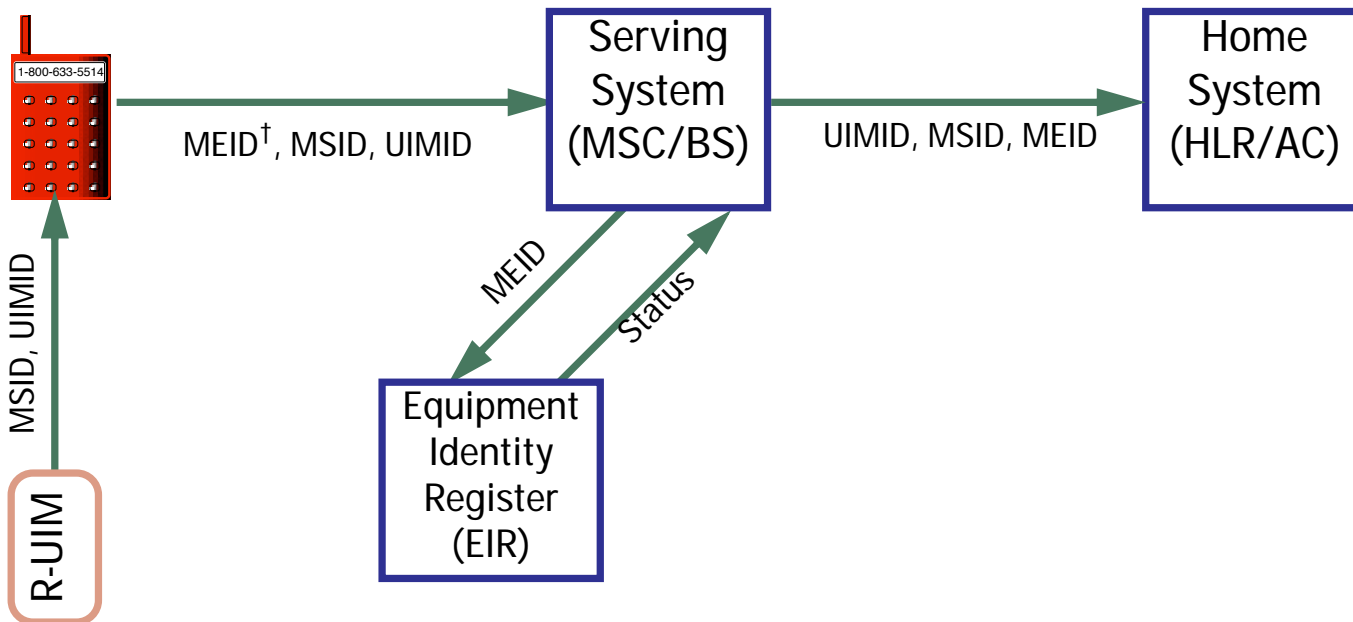 1-800-633-5514
Serving
System
(MSC/BS)
Home
System
(HLR/AC)
MEID†, MSID, UIMID
UIMID, MSID, MEID
MEID
Status
MSID, UIMID
Equipment
Identity
Register
(EIR)
R-UIM